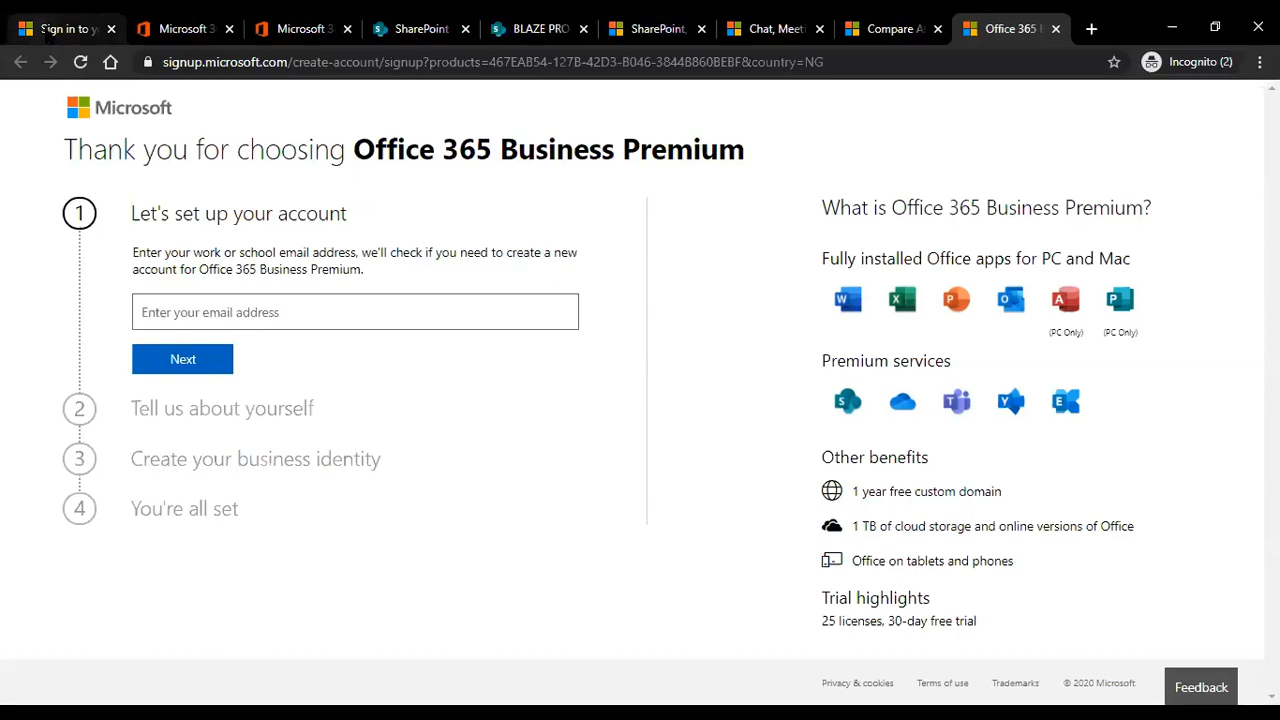 Sign in to y
Microsoft 3
Microsoft 3
SharePoint
BLAZE PRO
SharePoint,
Chat, Meeti
Compare A
Office 365 B
signup.microsoft.com/create-account/signup?products=467EAB54-127B-42D3-B046-3844B860BEBF&country=NG
Incognito (2)
Microsoft
Thank you for choosing Office 365 Business Premium
1
Let's set up your account
Enter your work or school email address, we'll check if you need to create a new
account for Office 365 Business Premium.
Enter your email address
Next
2
Tell us about yourself
3
Create your business identity
4
You're all set
What is Office 365 Business Premium?
Fully installed Office apps for PC and Mac
W
X
P
O
A
P
(PC Only)
(PC Only)
Premium services
S
T
Y
E
Other benefits
1 year free custom domain
1 TB of cloud storage and online versions of Office
Office on tablets and phones
Trial highlights
25 licenses, 30-day free trial
Privacy & cookies
Terms of use
Trademarks
© 2020 Microsoft
Feedback